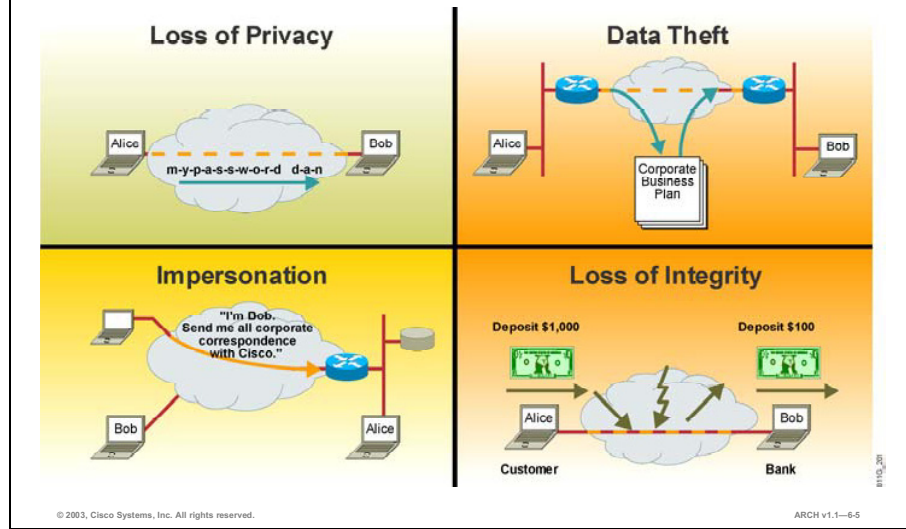 Loss of Privacy
Alice
Bob
m-y-p-a-s-s-w-o-r-d d-a-n
Data Theft
Alice
Bob
Corporate
Business
Plan
Impersonation
"I'm Bob.
Send me all corporate
correspondence
with Cisco."
Bob
Alice
Loss of Integrity
Deposit $1,000
Deposit $100
Alice
Bob
Customer
Bank
811G_201
© 2003, Cisco Systems, Inc. All rights reserved.
ARCH v1.1—6-5